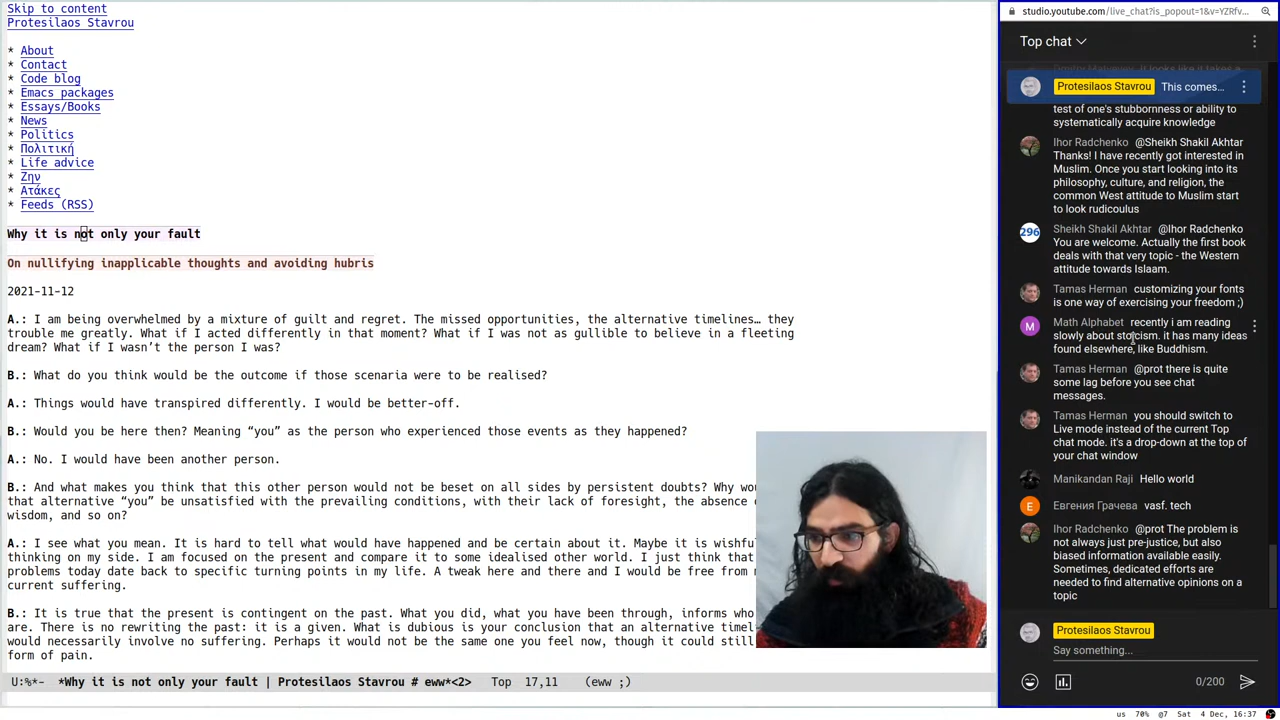 Skip to content
Protesilaos Stavrou
* About
* Contact
* Code blog
* Emacs packages
* Essays/Books
* News
* Politics
* Πολιτική
* Life advice
* Ζην
* Ατάκες
* Feeds (RSS)
Why it is not only your fault
On nullifying inapplicable thoughts and avoiding hubris
2021-11-12
A.: I am being overwhelmed by a mixture of guilt and regret. The missed opportunities, the alternative timelines… they
trouble me greatly. What if I acted differently in that moment? What if I was not as gullible to believe in a fleeting
dream? What if I wasn’t the person I was?
B.: What do you think would be the outcome if those scenaria were to be realised?
A.: Things would have transpired differently. I would be better-off.
B.: Would you be here then? Meaning “you” as the person who experienced those events as they happened?
A.: No. I would have been another person.
B.: And what makes you think that this other person would not be beset on all sides by persistent doubts? Why wou
that alternative “you” be unsatisfied with the prevailing conditions, with their lack of foresight, the absence
wisdom, and so on?
A.: I see what you mean. It is hard to tell what would have happened and be certain about it. Maybe it is wishfu
thinking on my side. I am focused on the present and compare it to some idealised other world. I just think that
problems today date back to specific turning points in my life. A tweak here and there and I would be free from
current suffering.
B.: It is true that the present is contingent on the past. What you did, what you have been through, informs who
are. There is no rewriting the past: it is a given. What is dubious is your conclusion that an alternative timel
would necessarily involve no suffering. Perhaps it would not be the same one you feel now, though it could still
form of pain.
U:%*- *Why it is not only your fault | Protesilaos Stavrou # eww*<2> Top 17,11 (eww ;)
studio.youtube.com/live_chat?is_popout=1&v=YZRfv...
Top chat
Protesilaos Stavrou This comes...
test of one's stubbornness or ability to
systematically acquire knowledge
Ihor Radchenko @Sheikh Shakil Akhtar
Thanks! I have recently got interested in
Muslim. Once you start looking into its
philosophy, culture, and religion, the
common West attitude to Muslim start
to look rudicoulus
296
Sheikh Shakil Akhtar @Ihor Radchenko
You are welcome. Actually the first book
deals with that very topic - the Western
attitude towards Islaam.
Tamas Herman customizing your fonts
is one way of exercising your freedom ;)
M
Math Alphabet recently i am reading
slowly about stoicism. it has many ideas
found elsewhere, like Buddhism.
Tamas Herman @prot there is quite
some lag before you see chat
messages.
Tamas Herman you should switch to
Live mode instead of the current Top
chat mode. it's a drop-down at the top of
your chat window
Manikandan Raji Hello world
E
Евгения Грачева vasf. tech
Ihor Radchenko @prot The problem is
not always just pre-justice, but also
biased information available easily.
Sometimes, dedicated efforts are
needed to find alternative opinions on a
topic
Protesilaos Stavrou
Say something...
0/200
us 70% @7 Sat 4 Dec, 16:37